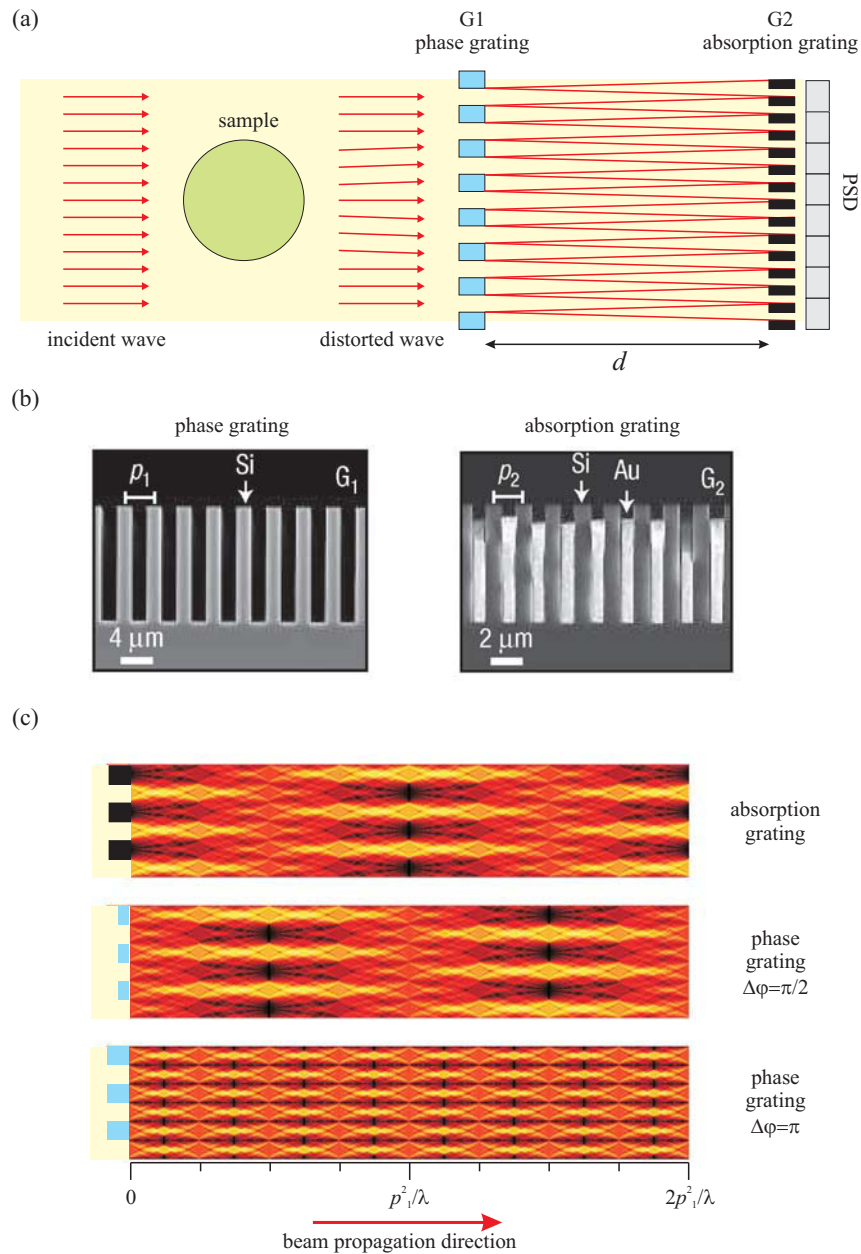 (a)
G1
phase grating
G2
absorption grating
sample
PSD
incident wave
distorted wave
d
(b)
phase grating
absorption grating
p₁
Si
G₁
4 μm
p₂
Si
Au
G₂
2 μm
(c)
absorption
grating
phase
grating
Δφ=π/2
phase
grating
Δφ=π
0
p²₁/λ
2p²₁/λ
beam propagation direction